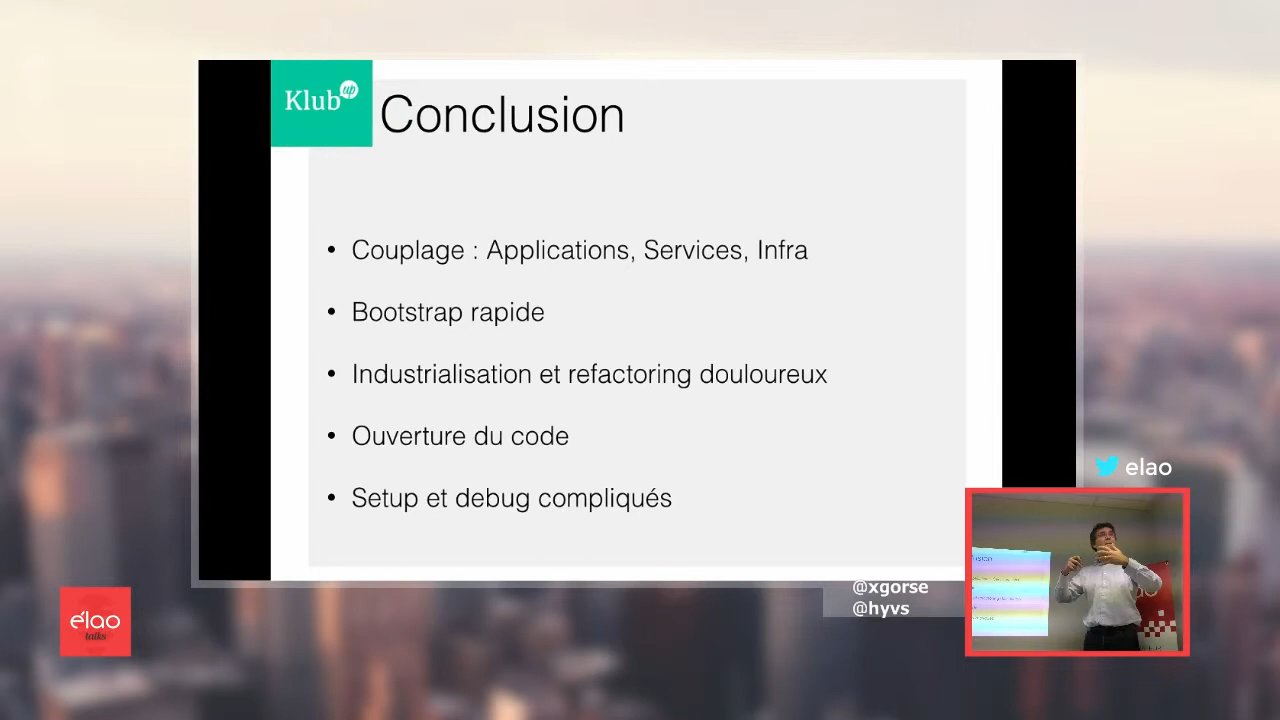 Klub up
Conclusion
• Couplage : Applications, Services, Infra
• Bootstrap rapide
• Industrialisation et refactoring douloureux
• Ouverture du code
• Setup et debug compliqués
elao
@xgorse
@hyvs
élao
talks